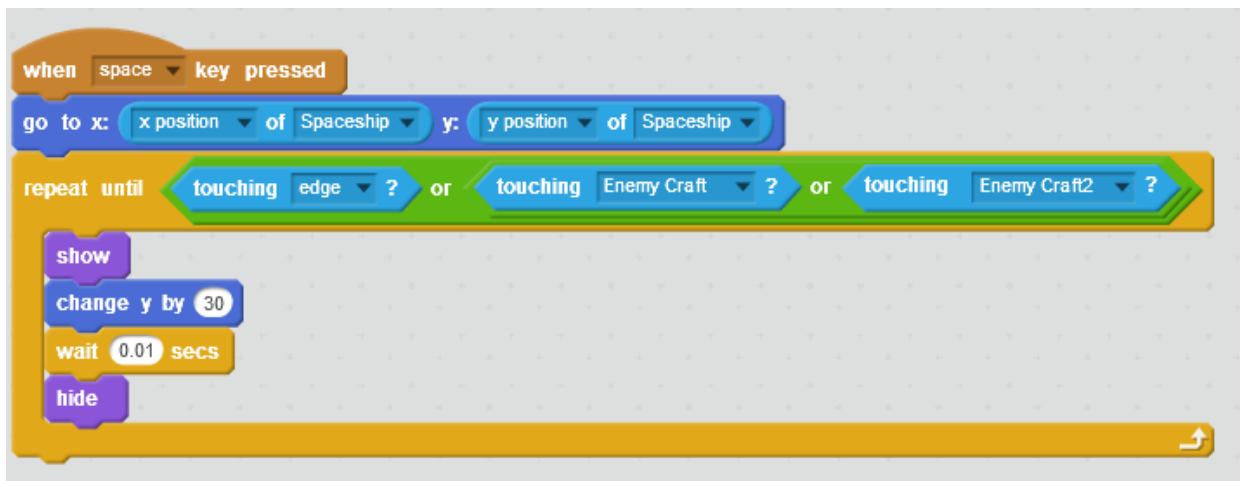 when space key pressed
go to x: x position of Spaceship y: y position of Spaceship
repeat until touching edge ? or touching Enemy Craft ? or touching Enemy Craft2 ?
show
change y by 30
wait 0.01 secs
hide